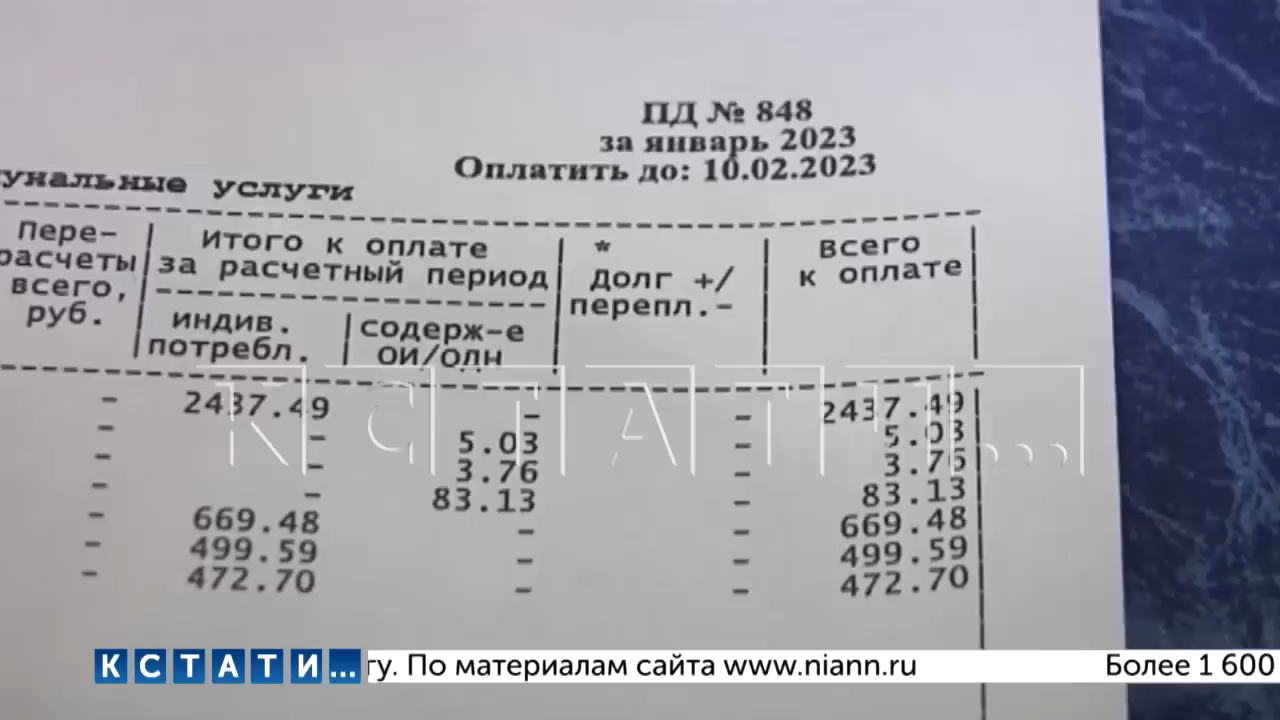 ПД № 848
за январь 2023
Оплатить до: 10.02.2023
услуги
Пере- | Итого к оплате | * | всего
расчеты | за расчетный период | Долг +/ | к оплате
всего, | перепл.-
руб. | индив. | содерж-е
потребл. | ОИ/ОДН
- 2437.49 - - 2437.49
- - 5.03 - 5.03
- - 3.76 - 3.76
- - 83.13 - 83.13
- 669.48 - - 669.48
- 499.59 - - 499.59
- 472.70 - - 472.70
КСТАТИ...
КСТАТИ... По материалам сайта www.niann.ru Более 1 600